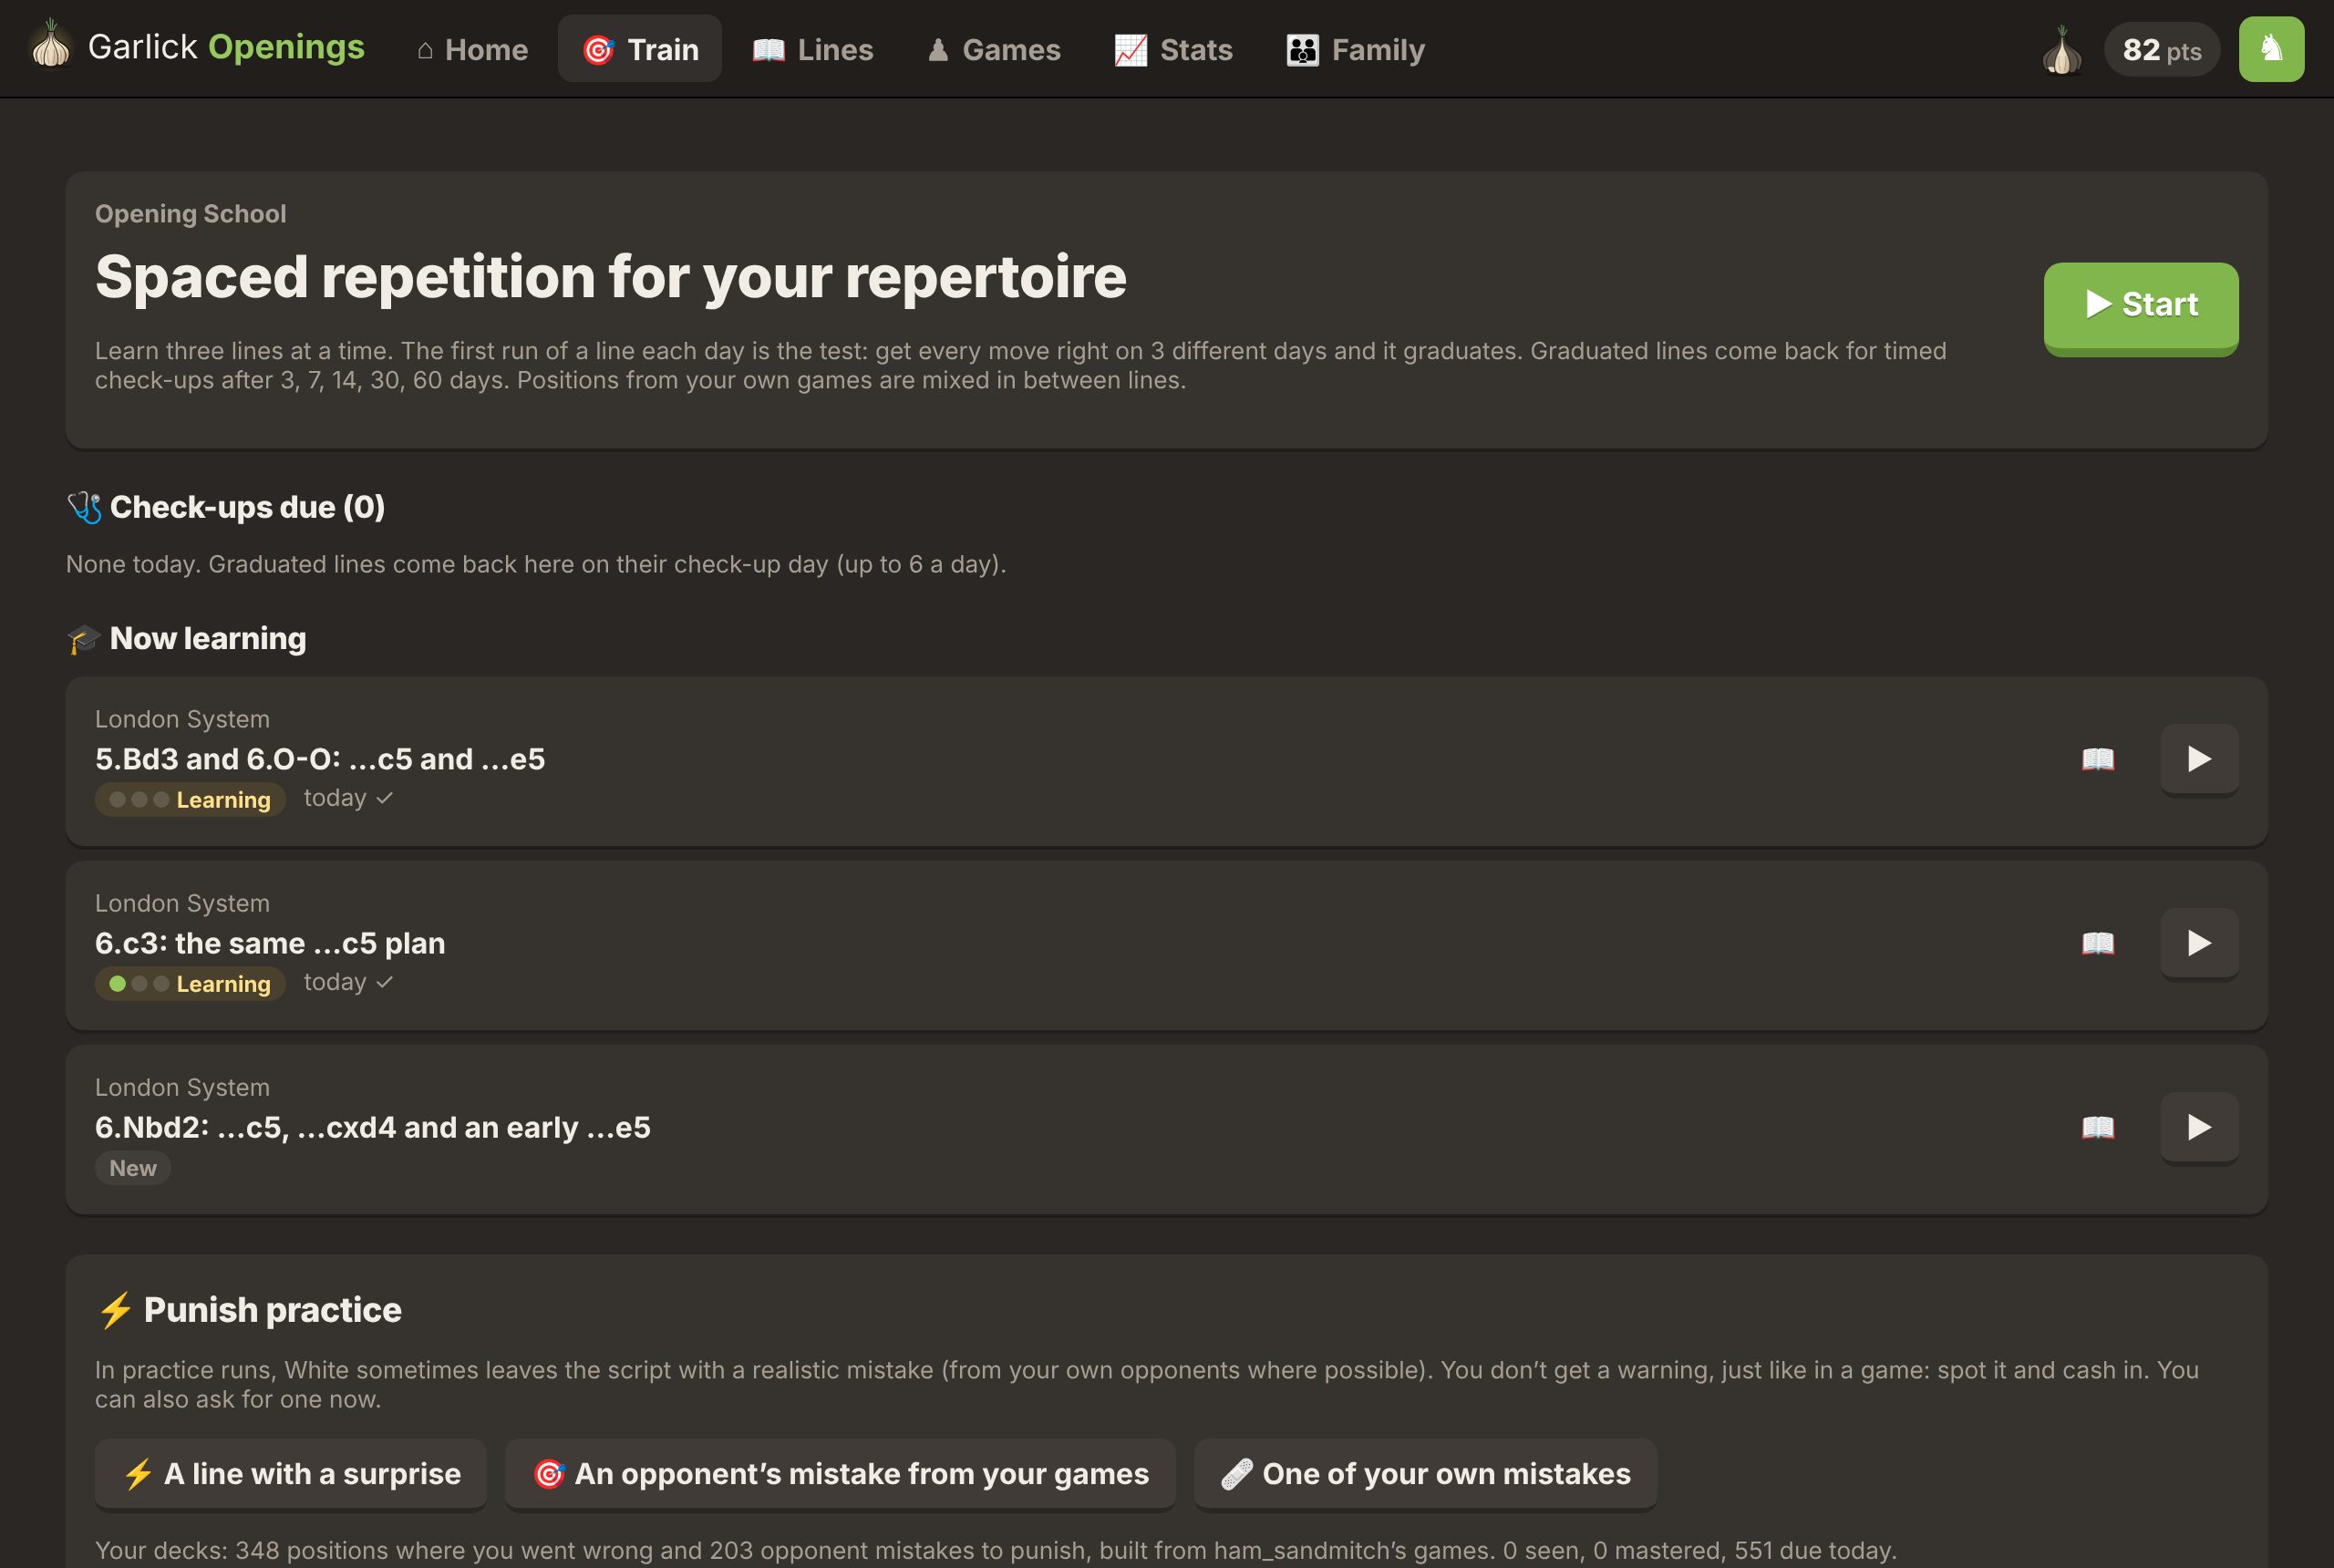 Garlick Openings
Home
Train
Lines
Games
Stats
Family
82 pts
Opening School
Spaced repetition for your repertoire
Learn three lines at a time. The first run of a line each day is the test: get every move right on 3 different days and it graduates. Graduated lines come back for timed
check-ups after 3, 7, 14, 30, 60 days. Positions from your own games are mixed in between lines.
Start
Check-ups due (0)
None today. Graduated lines come back here on their check-up day (up to 6 a day).
Now learning
London System
5.Bd3 and 6.O-O: …c5 and …e5
Learning today ✓
London System
6.c3: the same …c5 plan
Learning today ✓
London System
6.Nbd2: …c5, …cxd4 and an early …e5
New
Punish practice
In practice runs, White sometimes leaves the script with a realistic mistake (from your own opponents where possible). You don’t get a warning, just like in a game: spot it and cash in. You
can also ask for one now.
A line with a surprise
An opponent’s mistake from your games
One of your own mistakes
Your decks: 348 positions where you went wrong and 203 opponent mistakes to punish, built from ham_sandmitch’s games. 0 seen, 0 mastered, 551 due today.